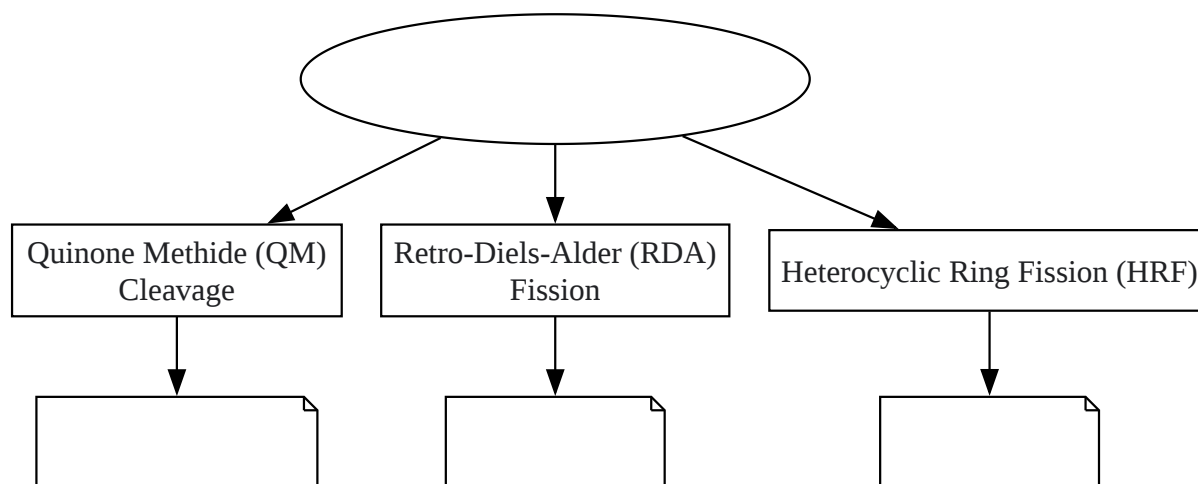 Quinone Methide (QM)
Cleavage
Retro-Diels-Alder (RDA)
Fission
Heterocyclic Ring Fission (HRF)